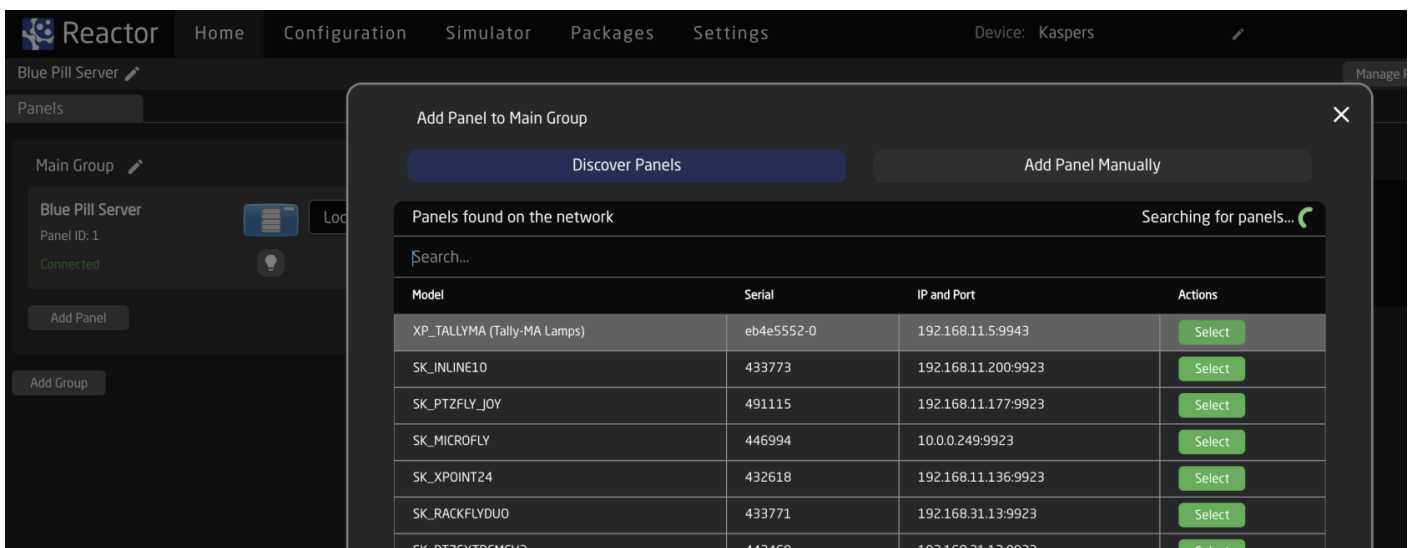 Reactor Home Configuration Simulator Packages Settings Device: Kaspers
Blue Pill Server Manage
Panels
Add Panel to Main Group
Discover Panels Add Panel Manually
Main Group
Blue Pill Server
Panel ID: 1
Connected
Loc
Add Panel
Add Group
Panels found on the network Searching for panels...
Search...
Model Serial IP and Port Actions
XP_TALLYMA (Tally-MA Lamps) eb4e5552-0 192.168.11.5:9943 Select
SK_INLINE10 433773 192.168.11.200:9923 Select
SK_PTZFLY_JOY 491115 192.168.11.177:9923 Select
SK_MICROFLY 446994 10.0.0.249:9923 Select
SK_XPOINT24 432618 192.168.11.136:9923 Select
SK_RACKFLYDUO 433771 192.168.31.13:9923 Select